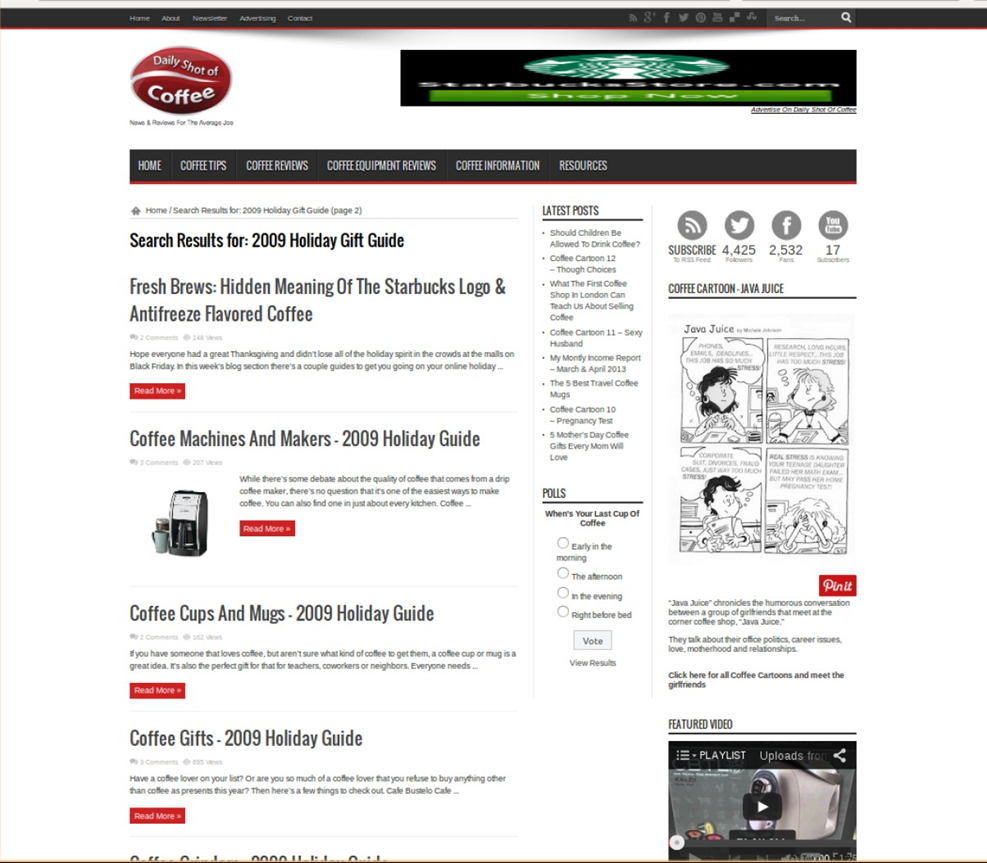 Home About Newsletter Advertising Contact
Search...
Daily Shot of
Coffee
News & Reviews For The Average Joe
StarbucksStore.com
Shop Now
Advertise On Daily Shot Of Coffee
HOME COFFEE TIPS COFFEE REVIEWS COFFEE EQUIPMENT REVIEWS COFFEE INFORMATION RESOURCES
Home / Search Results for: 2009 Holiday Gift Guide (page 2)
Search Results for: 2009 Holiday Gift Guide
Fresh Brews: Hidden Meaning Of The Starbucks Logo &
Antifreeze Flavored Coffee
2 Comments 248 Views
Hope everyone had a great Thanksgiving and didn't lose all of the holiday spirit in the crowds at the malls on
Black Friday. In this week's blog section there's a couple guides to get you going on your online holiday ...
Read More »
Coffee Machines And Makers - 2009 Holiday Guide
3 Comments 207 Views
While there's some debate about the quality of coffee that comes from a drip
coffee maker, there's no question that it's one of the easiest ways to make
coffee. You can also find one in just about every kitchen. Coffee ...
Read More »
Coffee Cups And Mugs - 2009 Holiday Guide
2 Comments 162 Views
If you have someone that loves coffee, but aren't sure what kind of coffee to get them, a coffee cup or mug is a
great idea. It's also the perfect gift for that for teachers, coworkers or neighbors. Everyone needs ...
Read More »
Coffee Gifts - 2009 Holiday Guide
3 Comments 895 Views
Have a coffee lover on your list? Or are you so much of a coffee lover that you refuse to buy anything other
than coffee as presents this year? Then here's a few things to check out. Cafe Bustelo Cafe ...
Read More »
Coffee Grinders - 2009 Holiday Guide
LATEST POSTS
Should Children Be
Allowed To Drink Coffee?
Coffee Cartoon 12
– Though Choices
What The First Coffee
Shop In London Can
Teach Us About Selling
Coffee
Coffee Cartoon 11 – Sexy
Husband
My Montly Income Report
– March & April 2013
The 5 Best Travel Coffee
Mugs
Coffee Cartoon 10
– Pregnancy Test
5 Mother's Day Coffee
Gifts Every Mom Will
Love
POLLS
When's Your Last Cup Of
Coffee
Early in the
morning
The afternoon
In the evening
Right before bed
Vote
View Results
You
Tube
SUBSCRIBE 4,425 2,532 17
To RSS Feed Followers Fans Subscribers
COFFEE CARTOON - JAVA JUICE
Java Juice by Michele Johnson
PHONES,
EMAILS, DEADLINES...
THIS JOB HAS SO MUCH
STRESS!
RESEARCH, LONG HOURS,
LITTLE RESPECT...THIS JOB
HAS TOO MUCH STRESS!
CORPORATE
SUIT, DIVORCES, FRAUD
CASES, JUST WAY TOO MUCH
STRESS!
REAL STRESS IS KNOWING
YOUR TEENAGE DAUGHTER
FAILED HER MATH EXAM...
BUT MAY PASS HER HOME
PREGNANCY TEST!
Pin it
"Java Juice" chronicles the humorous conversation
between a group of girlfriends that meet at the
corner coffee shop, "Java Juice."
They talk about their office politics, career issues,
love, motherhood and relationships.
Click here for all Coffee Cartoons and meet the
girlfriends
FEATURED VIDEO
PLAYLIST Uploads from